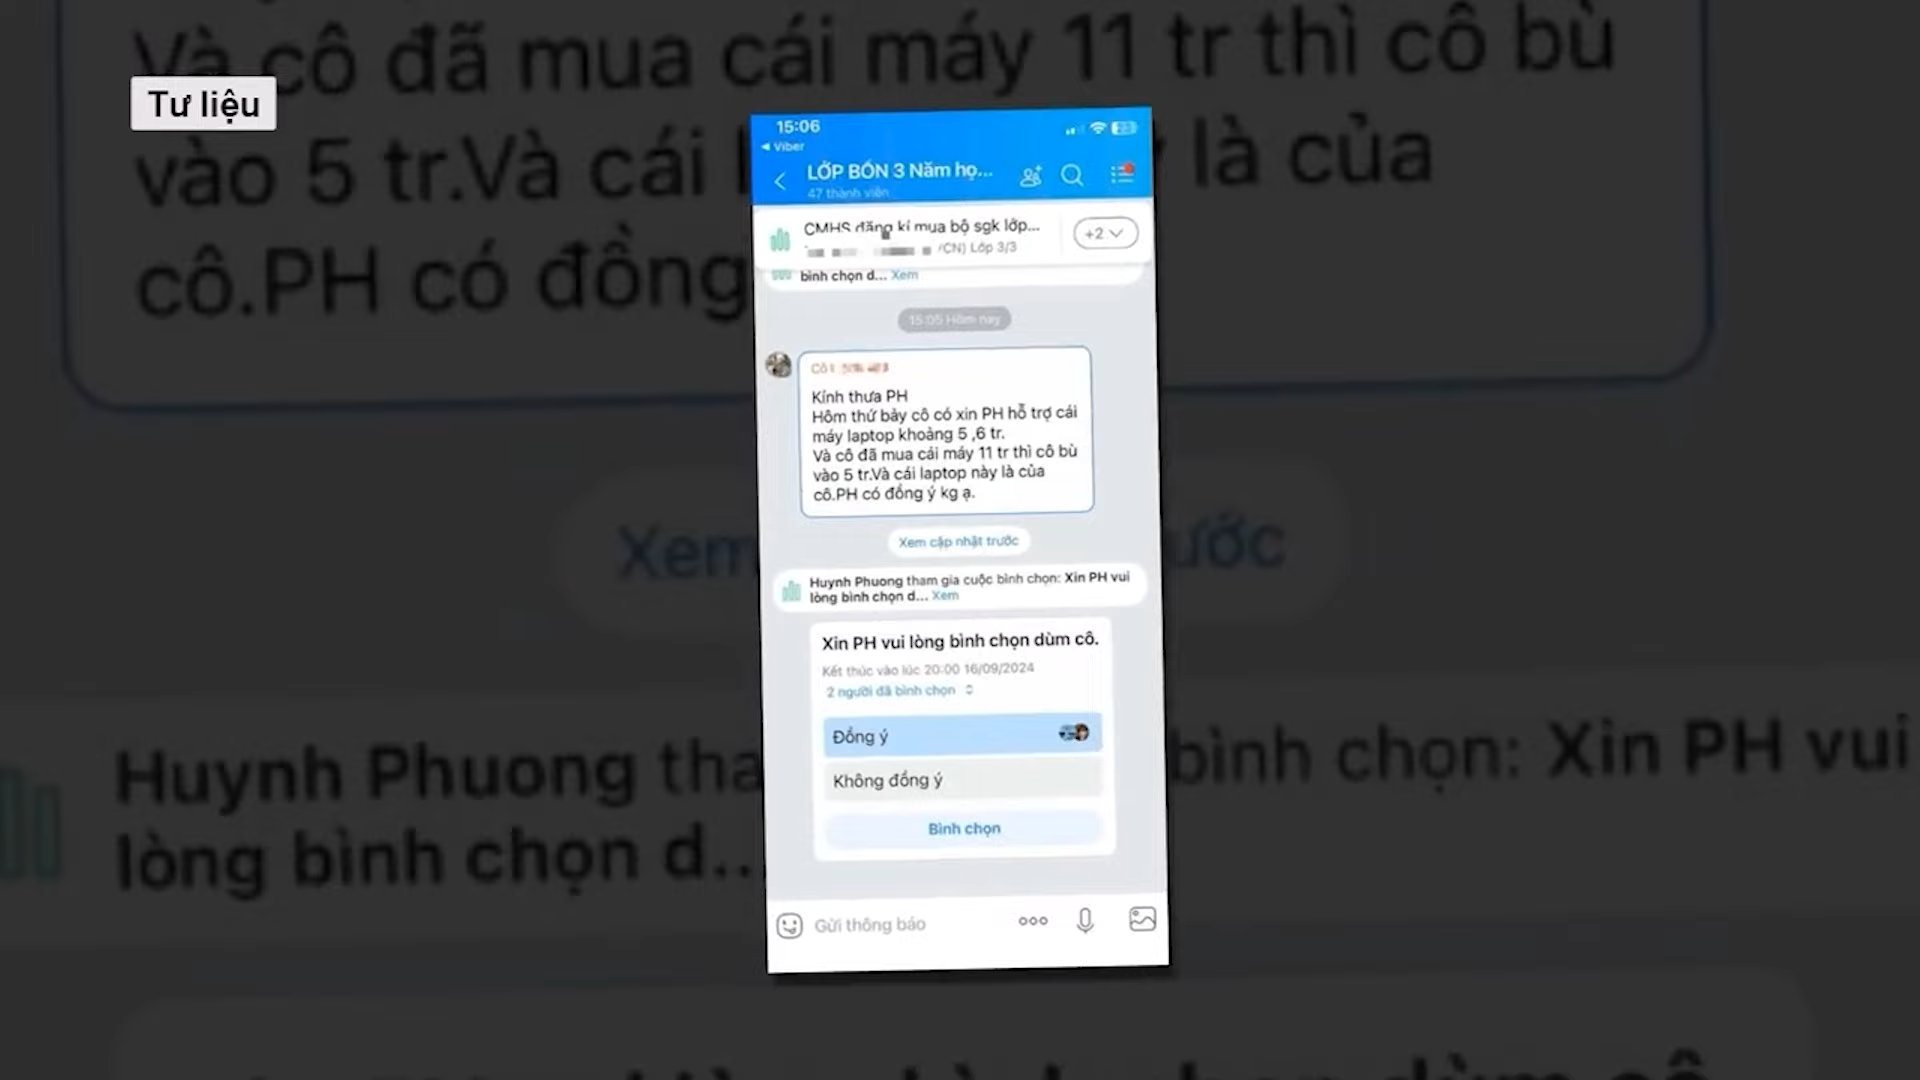 Và cô đã mua cái máy 11 tr thì cô bù
Tư liệu
vào 5 tr.Và cái
là của
cô.PH có đồng
15:06
Viber
LỚP BỐN 3 Năm họ...
47 thành viên
CMHS đăng kí mua bộ sgk lớp...
/CN) Lớp 3/3
+2
bình chọn d... Xem
15:05 Hôm nay
Cô
Kính thưa PH
Hôm thứ bảy cô có xin PH hỗ trợ cái
máy laptop khoảng 5 ,6 tr.
Và cô đã mua cái máy 11 tr thì cô bù
vào 5 tr.Và cái laptop này là của
cô.PH có đồng ý kg ạ.
Xem cập nhật trước
Xem
ước
Huynh Phuong tham gia cuộc bình chọn: Xin PH vui
lòng bình chọn d... Xem
Xin PH vui lòng bình chọn dùm cô.
Kết thúc vào lúc 20:00 16/09/2024
2 người đã bình chọn
Đồng ý
Không đồng ý
Bình chọn
Huynh Phuong tha
bình chọn: Xin PH vui
lòng bình chọn d...
Gửi thông báo